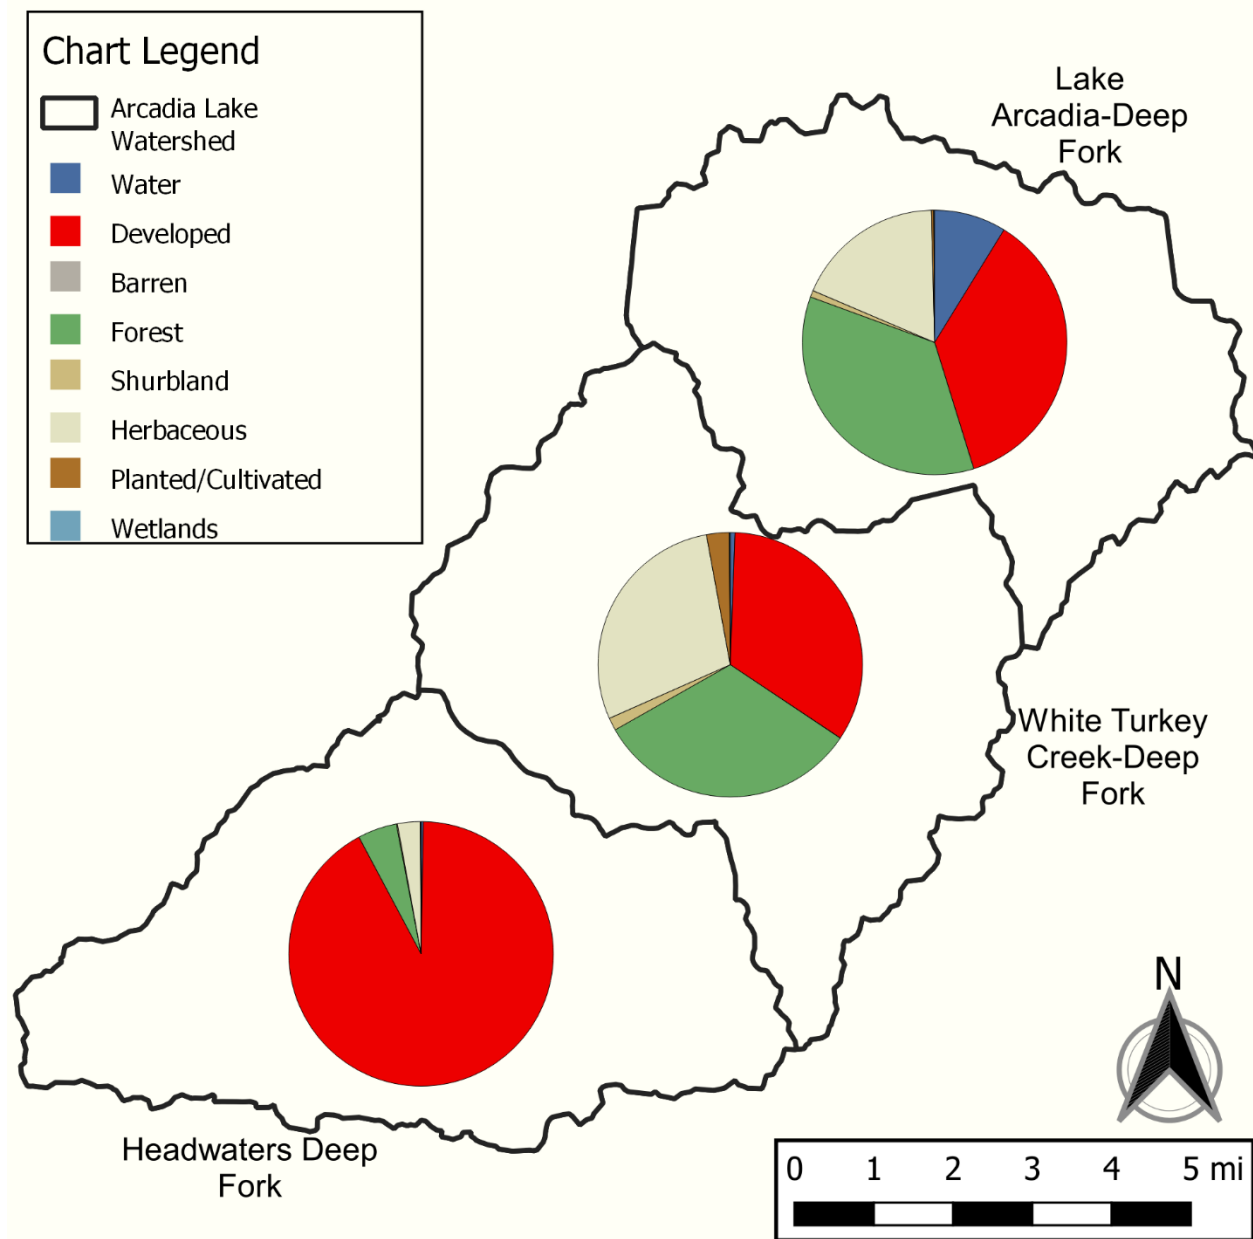 Chart Legend
Arcadia Lake
Watershed
Water
Developed
Barren
Forest
Shurbland
Herbaceous
Planted/Cultivated
Wetlands
Lake
Arcadia-Deep
Fork
White Turkey
Creek-Deep
Fork
Headwaters Deep
Fork
N
0 1 2 3 4 5 mi